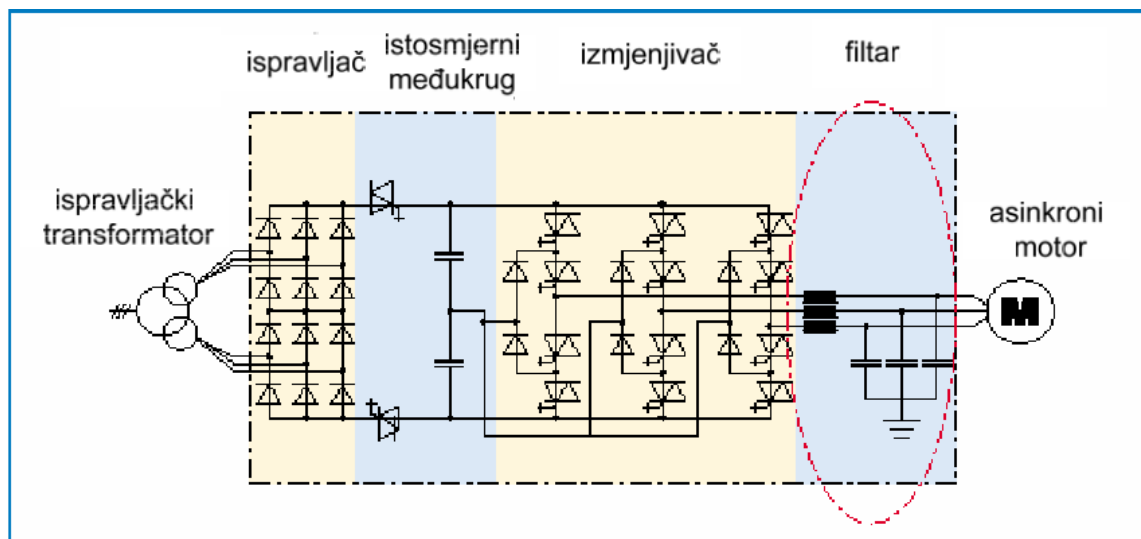 ispravljač
istosmjerni
međukrug
izmjenjivač
filtar
ispravljački
transformator
asinkroni
motor
M